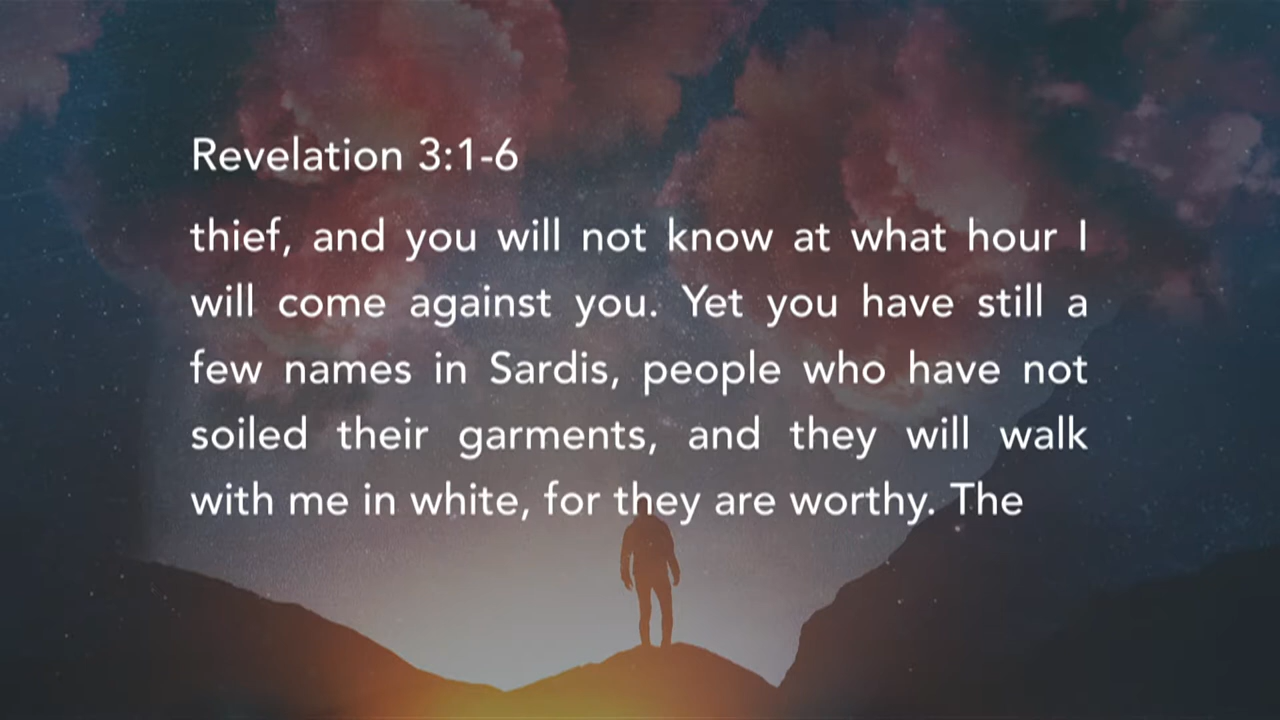 Revelation 3:1-6
thief, and you will not know at what hour I
will come against you. Yet you have still a
few names in Sardis, people who have not
soiled their garments, and they will walk
with me in white, for they are worthy. The